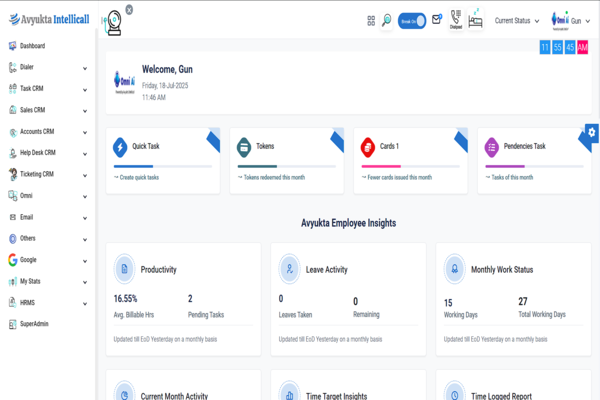 Avyukta Intellicall
Break On
Dialpad
Current Status
Omni Ai
Gun
11 55 45 AM
Dashboard
Dialer
Task CRM
Sales CRM
Accounts CRM
Help Desk CRM
Ticketing CRM
Omni
Email
Others
Google
My Stats
HRMS
SuperAdmin
Omni Ai
Welcome, Gun
Friday, 18-Jul-2025
11:46 AM
Quick Task
→ Create quick tasks
Tokens
→ Tokens redeemed this month
Cards 1
→ Fewer cards issued this month
Pendencies Task
→ Tasks of this month
Avyukta Employee Insights
Productivity
16.55%
2
Avg. Billable Hrs
Pending Tasks
Updated till EoD Yesterday on a monthly basis
Leave Activity
0
0
Leaves Taken
Remaining
Updated till EoD Yesterday on a monthly basis
Monthly Work Status
15
27
Working Days
Total Working Days
Updated till EoD Yesterday on a monthly basis
Current Month Activity
Time Target Insights
Time Logged Report